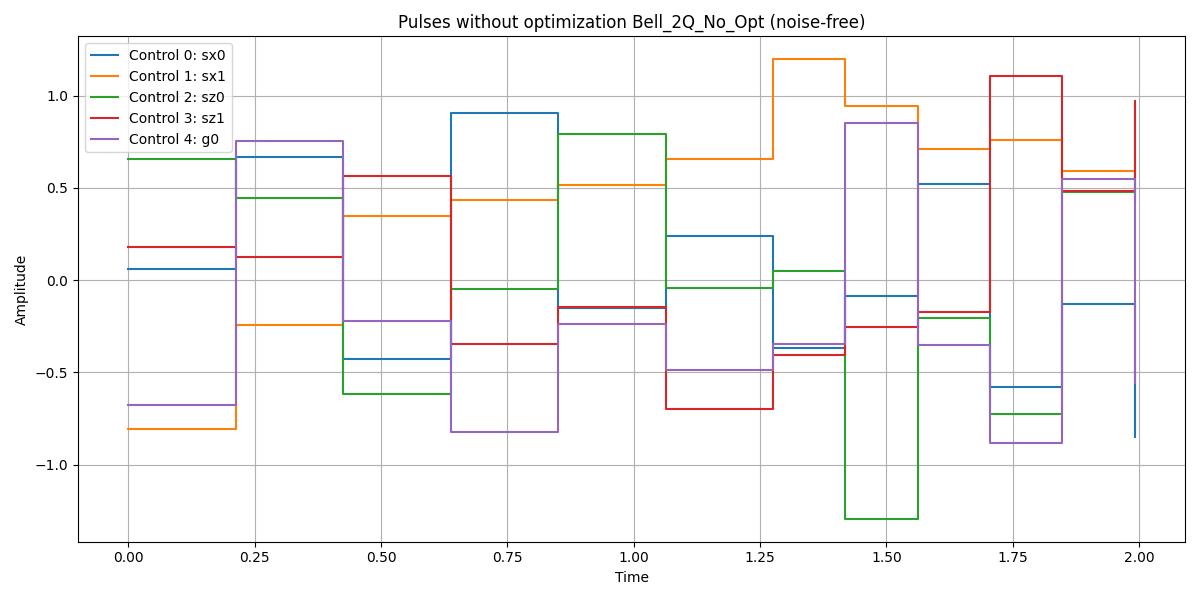 Pulses without optimization Bell_2Q_No_Opt (noise-free)
Control 0: sx0
Control 1: sx1
Control 2: sz0
Control 3: sz1
Control 4: g0
Amplitude
1.0
0.5
0.0
−0.5
−1.0
0.00 0.25 0.50 0.75 1.00 1.25 1.50 1.75 2.00
Time